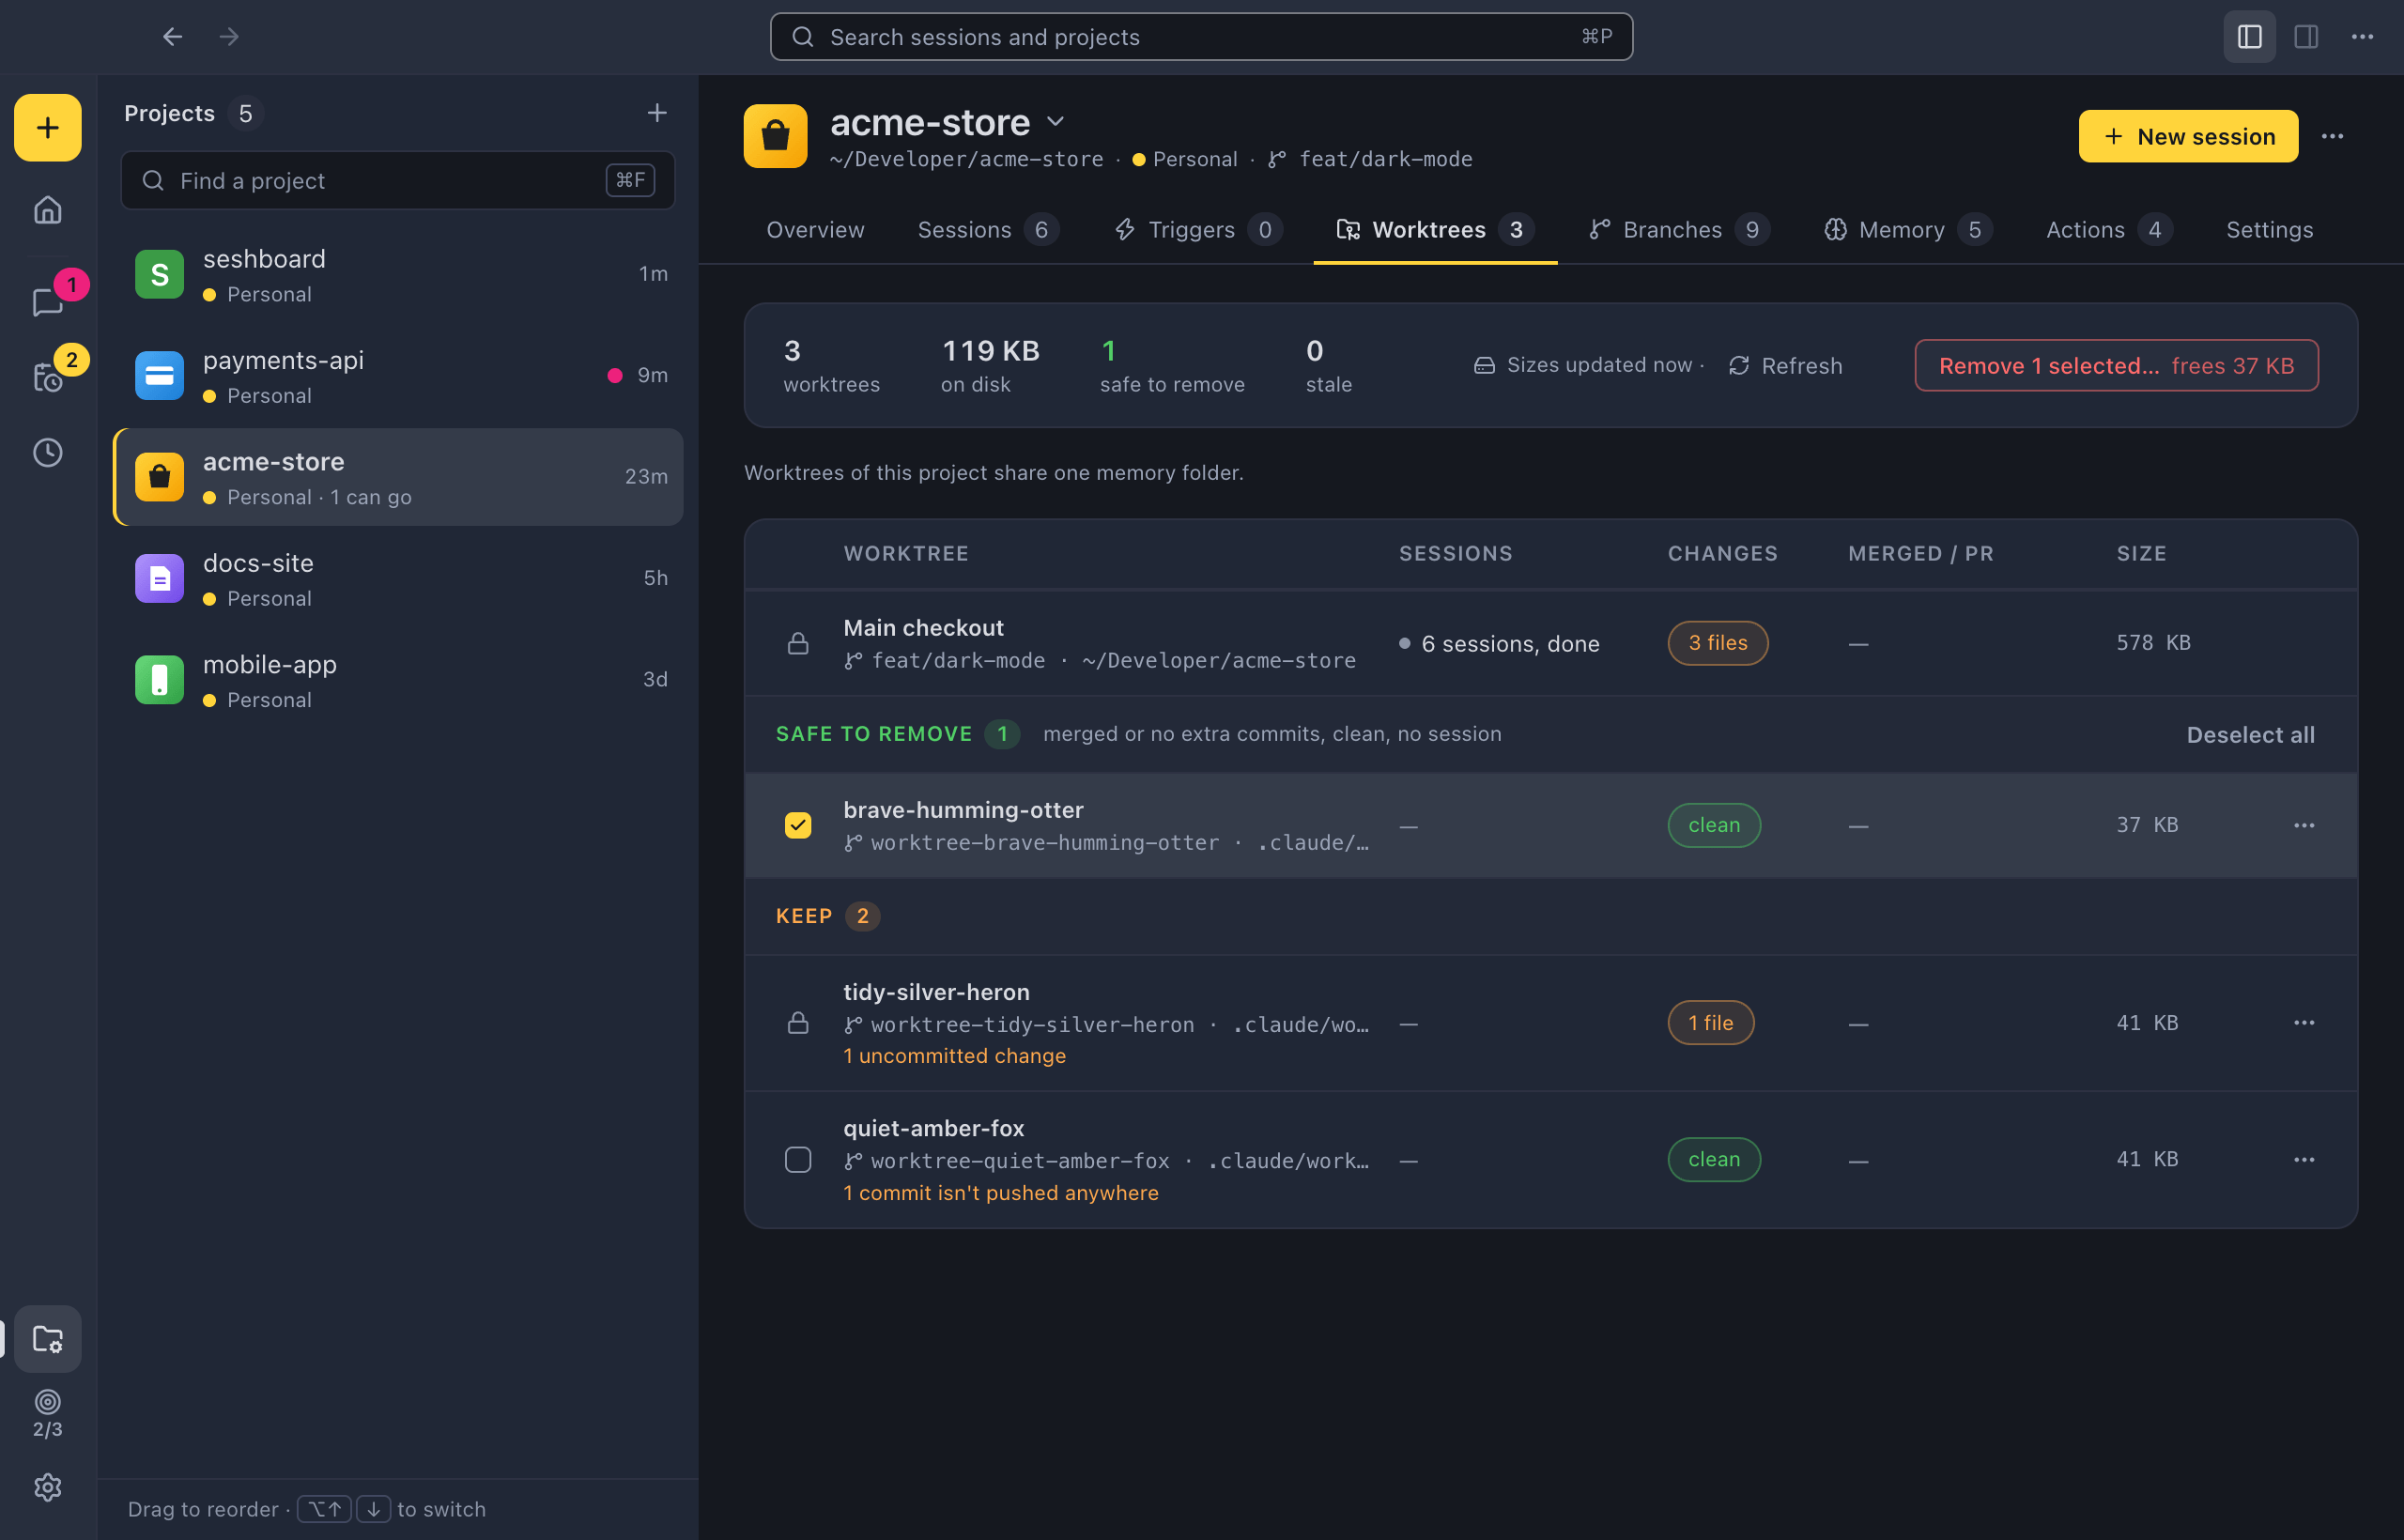 Search sessions and projects ⌘P
Projects 5
Find a project ⌘F
1
2
S
seshboard
Personal
1m
payments-api
Personal
9m
acme-store
Personal · 1 can go
23m
docs-site
Personal
5h
mobile-app
Personal
3d
2/3
Drag to reorder · ⌥↑ ↓ to switch
acme-store
~/Developer/acme-store · Personal · feat/dark-mode
New session
Overview Sessions 6 Triggers 0 Worktrees 3 Branches 9 Memory 5 Actions 4 Settings
3 119 KB 1 0
worktrees on disk safe to remove stale
Sizes updated now · Refresh
Remove 1 selected... frees 37 KB
Worktrees of this project share one memory folder.
WORKTREE SESSIONS CHANGES MERGED / PR SIZE
Main checkout
feat/dark-mode · ~/Developer/acme-store
6 sessions, done 3 files — 578 KB
SAFE TO REMOVE 1 merged or no extra commits, clean, no session Deselect all
brave-humming-otter
worktree-brave-humming-otter · .claude/…
— clean — 37 KB
KEEP 2
tidy-silver-heron
worktree-tidy-silver-heron · .claude/wo…
1 uncommitted change
— 1 file — 41 KB
quiet-amber-fox
worktree-quiet-amber-fox · .claude/work…
1 commit isn't pushed anywhere
— clean — 41 KB